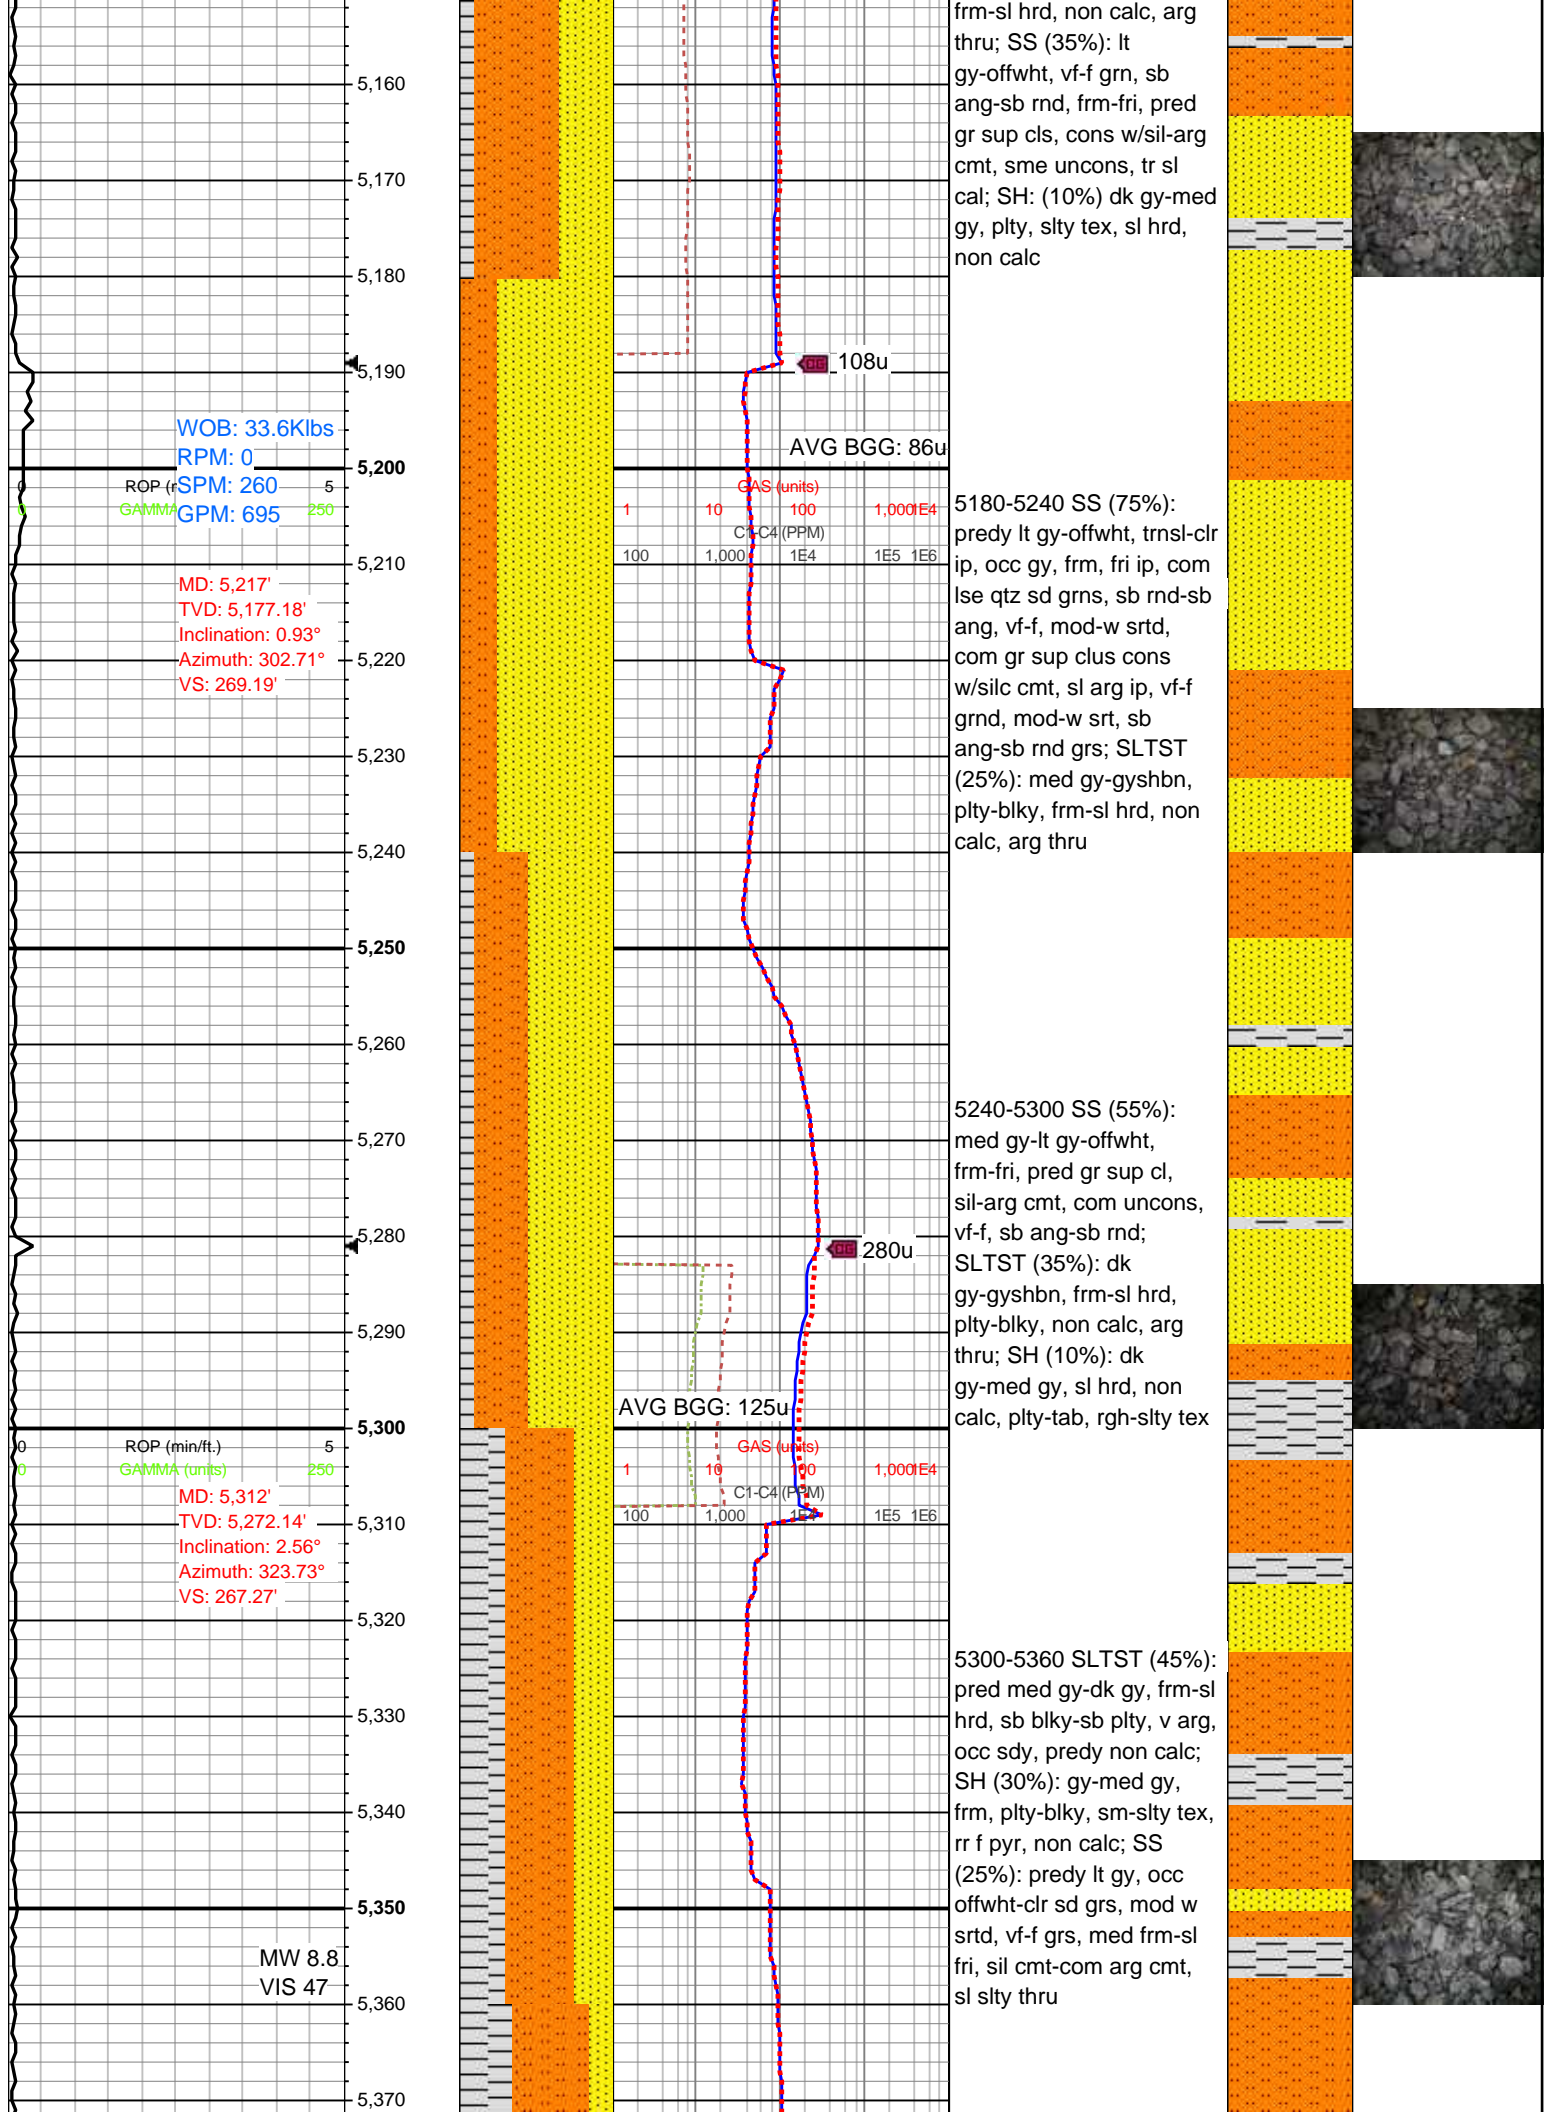 frm-sl hrd, non calc, arg
thru; SS (35%): lt
gy-offwht, vf-f grn, sb
ang-sb rnd, frm-fri, pred
gr sup cls, cons w/sil-arg
cmt, sme uncons, tr sl
cal; SH: (10%) dk gy-med
gy, plty, slty tex, sl hrd,
non calc
5,160
5,170
5,180
5,190
5,200
5,210
5,220
5,230
5,240
5,250
5,260
5,270
5,280
5,290
5,300
5,310
5,320
5,330
5,340
5,350
5,360
5,370
OG 108u
WOB: 33.6Klbs
RPM: 0
SPM: 260
GPM: 695
0 ROP (r 5
0 GAMMA 250
AVG BGG: 86u
GAS (units)
1 10 100 1,000 1E4
C1-C4 (PPM)
100 1,000 1E4 1E5 1E6
MD: 5,217'
TVD: 5,177.18'
Inclination: 0.93°
Azimuth: 302.71°
VS: 269.19'
5180-5240 SS (75%):
predy lt gy-offwht, trnsl-clr
ip, occ gy, frm, fri ip, com
lse qtz sd grns, sb rnd-sb
ang, vf-f, mod-w srtd,
com gr sup clus cons
w/silc cmt, sl arg ip, vf-f
grnd, mod-w srt, sb
ang-sb rnd grs; SLTST
(25%): med gy-gyshbn,
plty-blky, frm-sl hrd, non
calc, arg thru
5240-5300 SS (55%):
med gy-lt gy-offwht,
frm-fri, pred gr sup cl,
sil-arg cmt, com uncons,
vf-f, sb ang-sb rnd;
SLTST (35%): dk
gy-gyshbn, frm-sl hrd,
plty-blky, non calc, arg
thru; SH (10%): dk
gy-med gy, sl hrd, non
calc, plty-tab, rgh-slty tex
OG 280u
AVG BGG: 125u
0 ROP (min/ft.) 5
0 GAMMA (units) 250
GAS (units)
1 10 100 1,000 1E4
C1-C4 (PPM)
100 1,000 1E4 1E5 1E6
MD: 5,312'
TVD: 5,272.14'
Inclination: 2.56°
Azimuth: 323.73°
VS: 267.27'
5300-5360 SLTST (45%):
pred med gy-dk gy, frm-sl
hrd, sb blky-sb plty, v arg,
occ sdy, predy non calc;
SH (30%): gy-med gy,
frm, plty-blky, sm-slty tex,
rr f pyr, non calc; SS
(25%): predy lt gy, occ
offwht-clr sd grs, mod w
srtd, vf-f grs, med frm-sl
fri, sil cmt-com arg cmt,
sl slty thru
MW 8.8
VIS 47